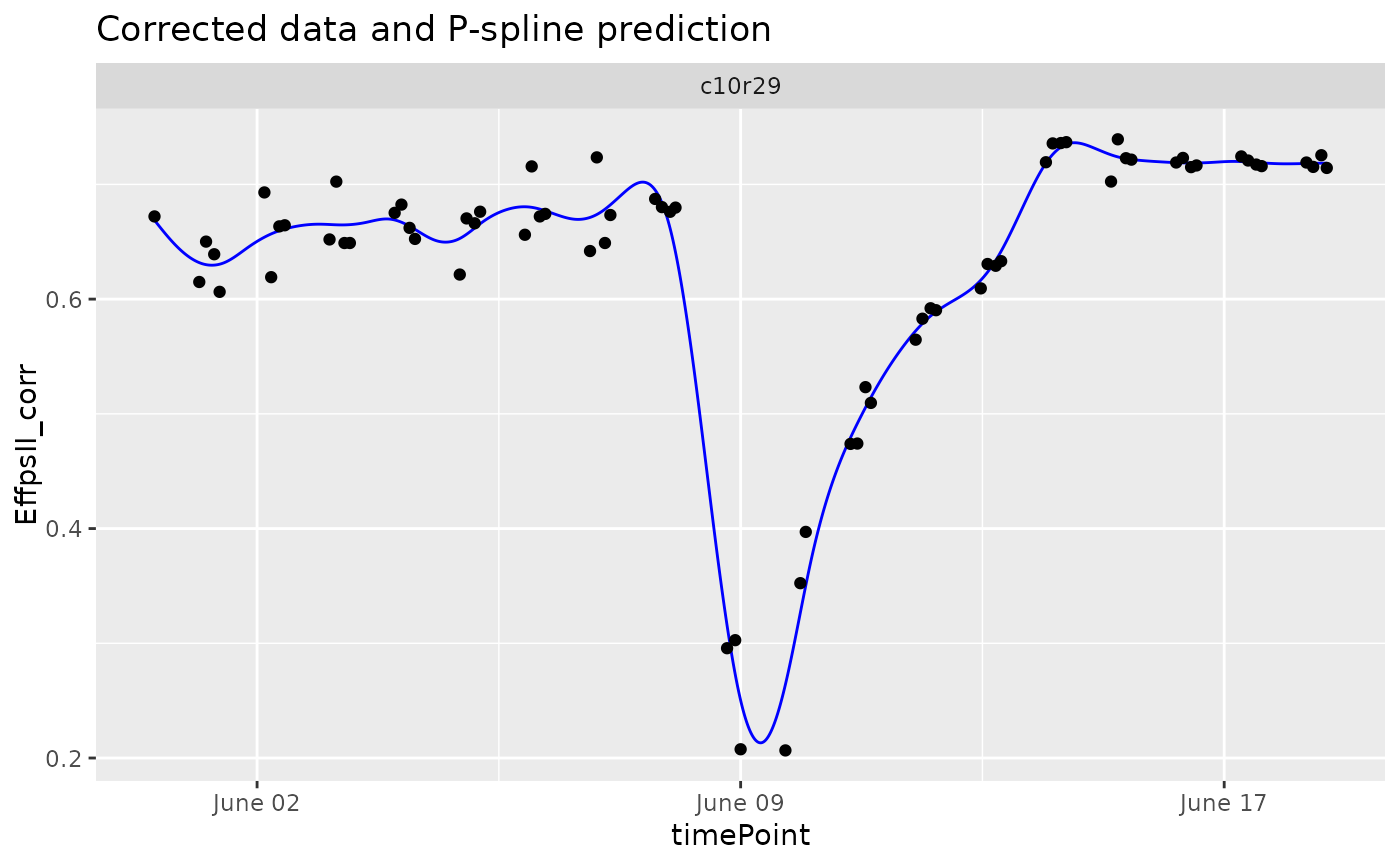 Corrected data and P-spline prediction
c10r29
EffpsII_corr
0.6
0.4
0.2
June 02
June 09
June 17
timePoint